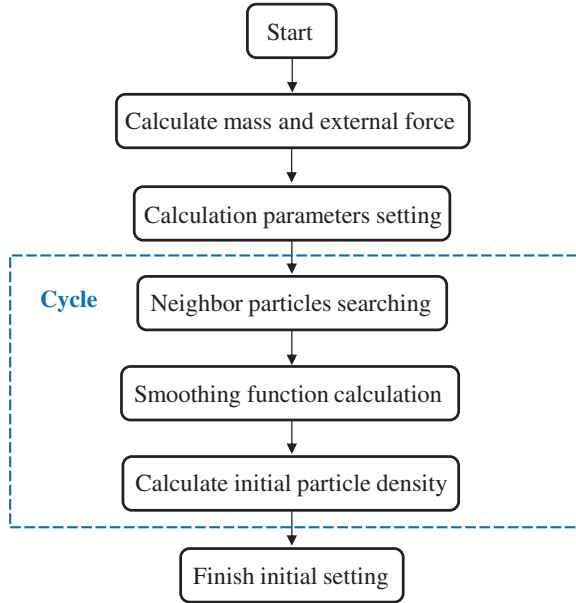 Start
Calculate mass and external force
Calculation parameters setting
Cycle
Neighbor particles searching
Smoothing function calculation
Calculate initial particle density
Finish initial setting